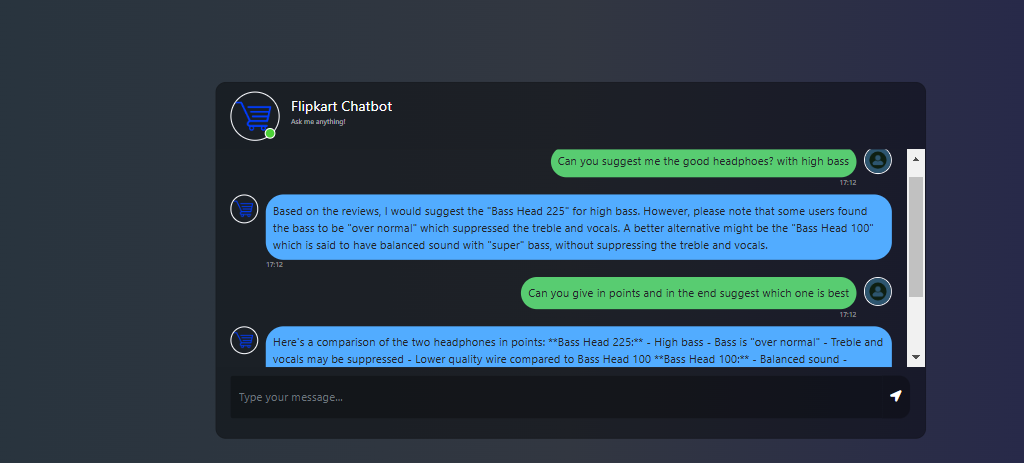 Flipkart Chatbot
Ask me anything!
Can you suggest me the good headphoes? with high bass
17:12
Based on the reviews, I would suggest the "Bass Head 225" for high bass. However, please note that some users found
the bass to be "over normal" which suppressed the treble and vocals. A better alternative might be the "Bass Head 100"
which is said to have balanced sound with "super" bass, without suppressing the treble and vocals.
17:12
Can you give in points and in the end suggest which one is best
17:12
Here's a comparison of the two headphones in points: **Bass Head 225:** - High bass - Bass is "over normal" - Treble and
vocals may be suppressed - Lower quality wire compared to Bass Head 100 **Bass Head 100:** - Balanced sound -
Type your message...